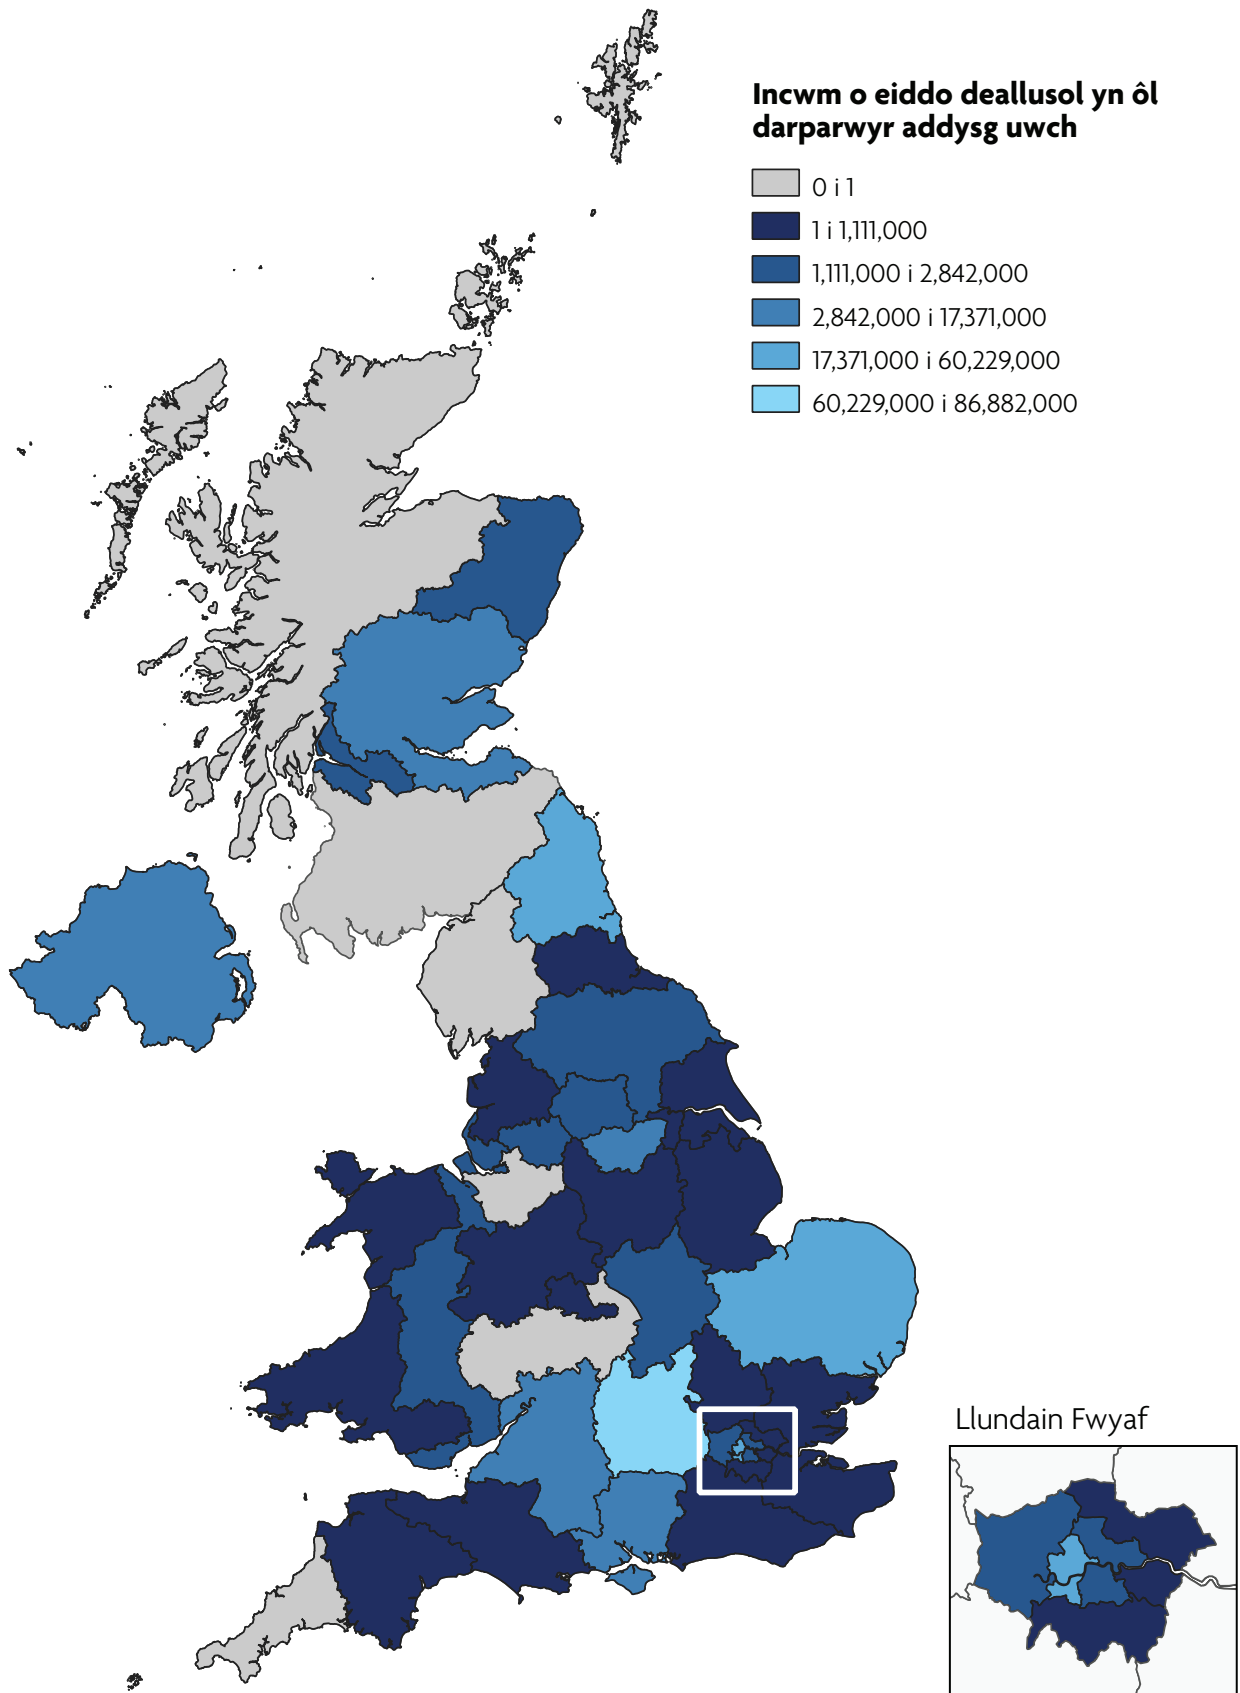 Incwm o eiddo deallusol yn ôl
darparwyr addysg uwch
0 i 1
1 i 1,111,000
1,111,000 i 2,842,000
2,842,000 i 17,371,000
17,371,000 i 60,229,000
60,229,000 i 86,882,000
Llundain Fwyaf